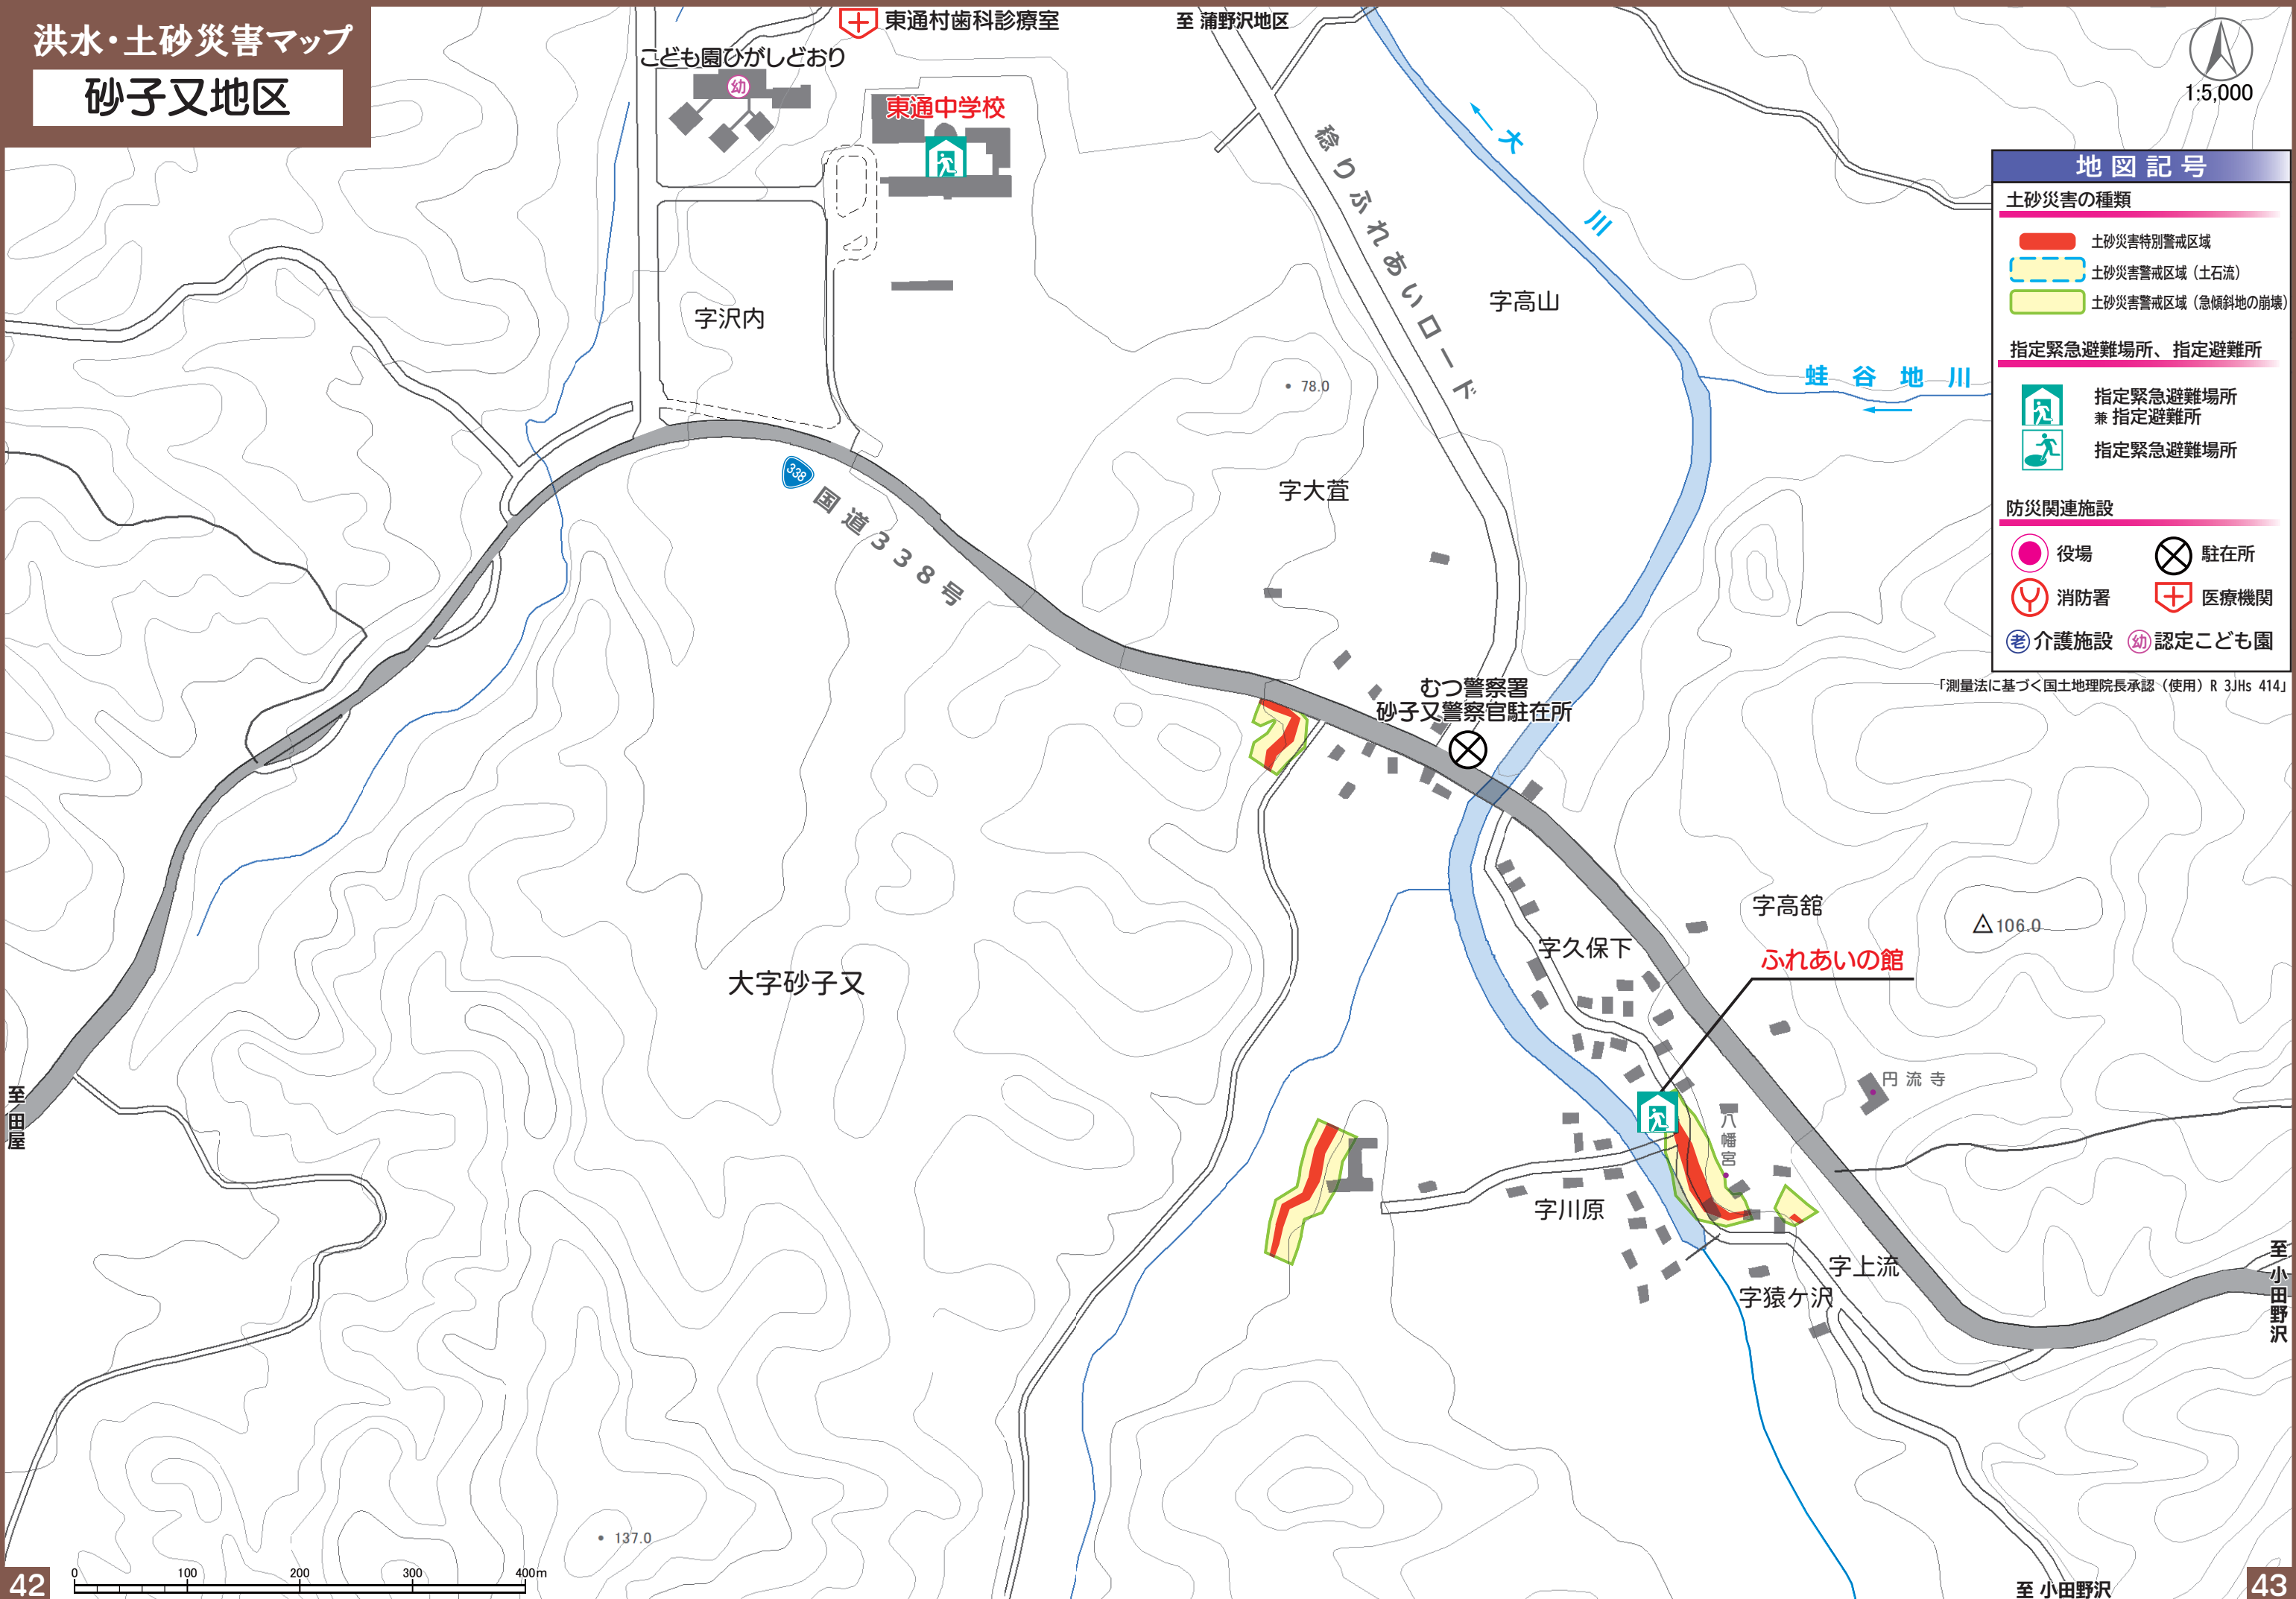 洪水・土砂災害マップ
砂子又地区
東通村歯科診療室
至 蒲野沢地区
こども園ひがしどおり
幼
東通中学校
1:5,000
大川
稔りふれあいロード
地図記号
土砂災害の種類
土砂災害特別警戒区域
土砂災害警戒区域（土石流）
土砂災害警戒区域（急傾斜地の崩壊）
指定緊急避難場所、指定避難所
指定緊急避難場所
兼 指定避難所
指定緊急避難場所
防災関連施設
役場
駐在所
消防署
医療機関
老 介護施設
幼 認定こども園
「測量法に基づく国土地理院長承認（使用）R 3JHs 414」
字沢内
字高山
78.0
蛙谷地川
338
国道338号
字大萓
むつ警察署
砂子又警察官駐在所
字高舘
106.0
字久保下
ふれあいの館
大字砂子又
円流寺
八幡宮
至 田屋
字川原
字上流
字猿ケ沢
至 小田野沢
137.0
0 100 200 300 400m
42
至 小田野沢
43